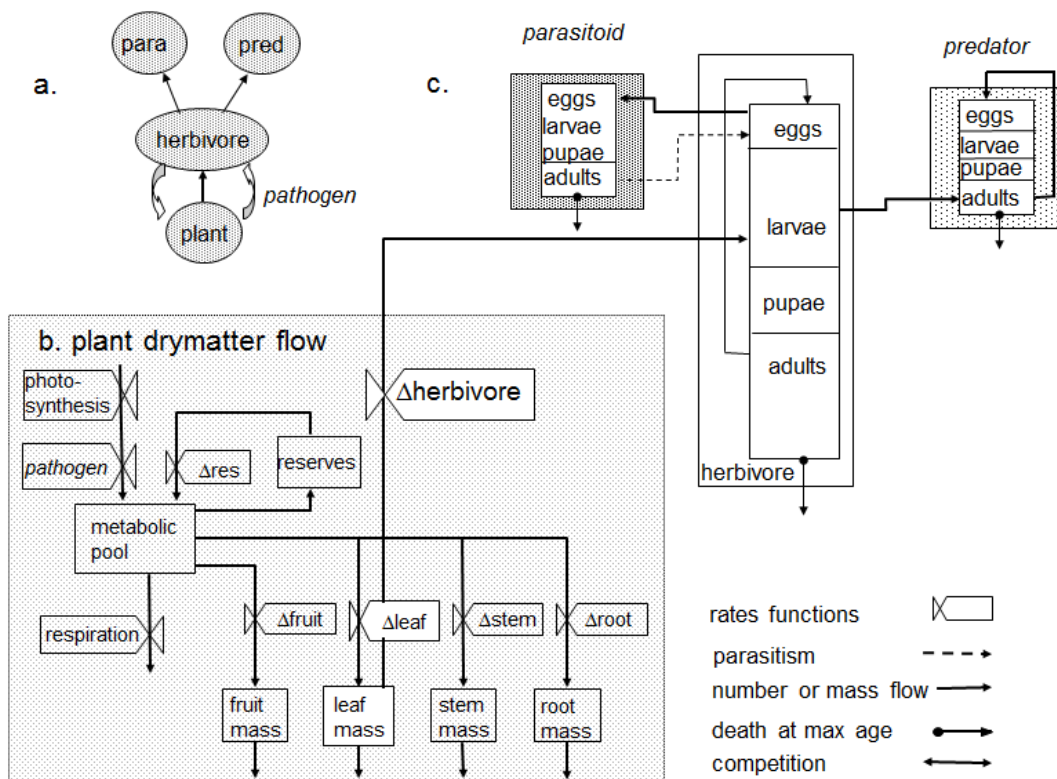 a.
para
pred
herbivore
pathogen
plant
c.
parasitoid
eggs
larvae
pupae
adults
eggs
larvae
pupae
adults
herbivore
predator
eggs
larvae
pupae
adults
b. plant drymatter flow
photo-
synthesis
pathogen
Δres
reserves
Δherbivore
metabolic
pool
respiration
Δfruit
Δleaf
Δstem
Δroot
fruit
mass
leaf
mass
stem
mass
root
mass
rates functions
parasitism
number or mass flow
death at max age
competition